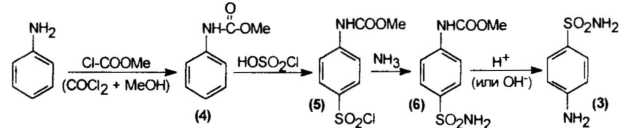 NH₂
Cl-COOMe
(COCl₂ + MeOH)
O
NH-C-OMe
(4)
HOSO₂Cl
NHCOOMe
(5)
SO₂Cl
NH₃
NHCOOMe
(6)
SO₂NH₂
H⁺
(или OH⁻)
SO₂NH₂
(3)
NH₂